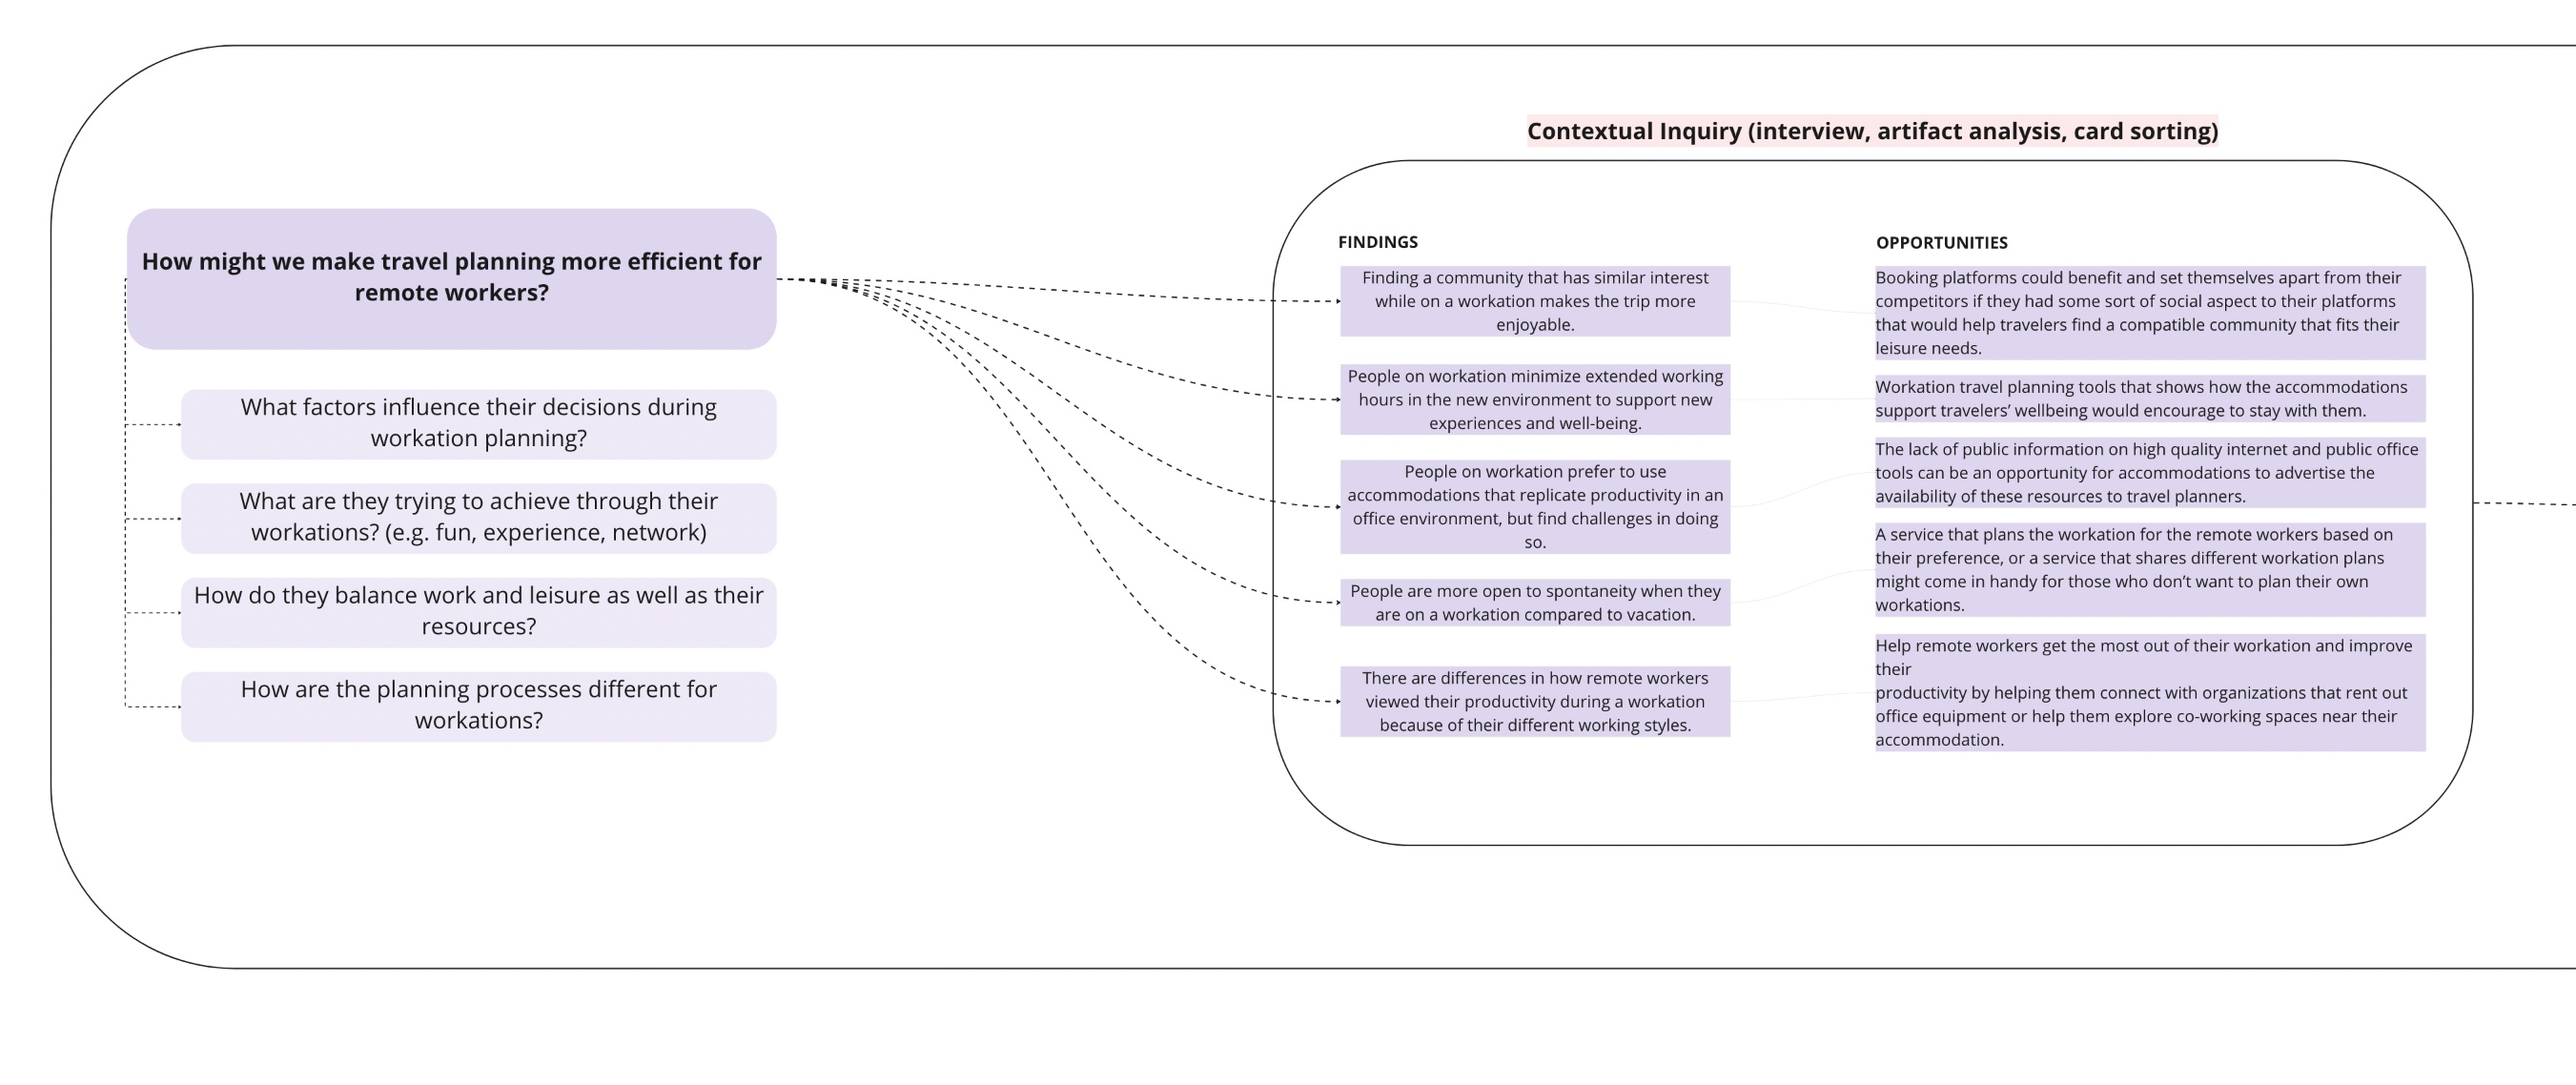 How might we make travel planning more efficient for
remote workers?
What factors influence their decisions during
workation planning?
What are they trying to achieve through their
workations? (e.g. fun, experience, network)
How do they balance work and leisure as well as their
resources?
How are the planning processes different for
workations?
Contextual Inquiry (interview, artifact analysis, card sorting)
FINDINGS
Finding a community that has similar interest
while on a workation makes the trip more
enjoyable.
People on workation minimize extended working
hours in the new environment to support new
experiences and well-being.
People on workation prefer to use
accommodations that replicate productivity in an
office environment, but find challenges in doing
so.
People are more open to spontaneity when they
are on a workation compared to vacation.
There are differences in how remote workers
viewed their productivity during a workation
because of their different working styles.
OPPORTUNITIES
Booking platforms could benefit and set themselves apart from their
competitors if they had some sort of social aspect to their platforms
that would help travelers find a compatible community that fits their
leisure needs.
Workation travel planning tools that shows how the accommodations
support travelers’ wellbeing would encourage to stay with them.
The lack of public information on high quality internet and public office
tools can be an opportunity for accommodations to advertise the
availability of these resources to travel planners.
A service that plans the workation for the remote workers based on
their preference, or a service that shares different workation plans
might come in handy for those who don’t want to plan their own
workations.
Help remote workers get the most out of their workation and improve
their
productivity by helping them connect with organizations that rent out
office equipment or help them explore co-working spaces near their
accommodation.